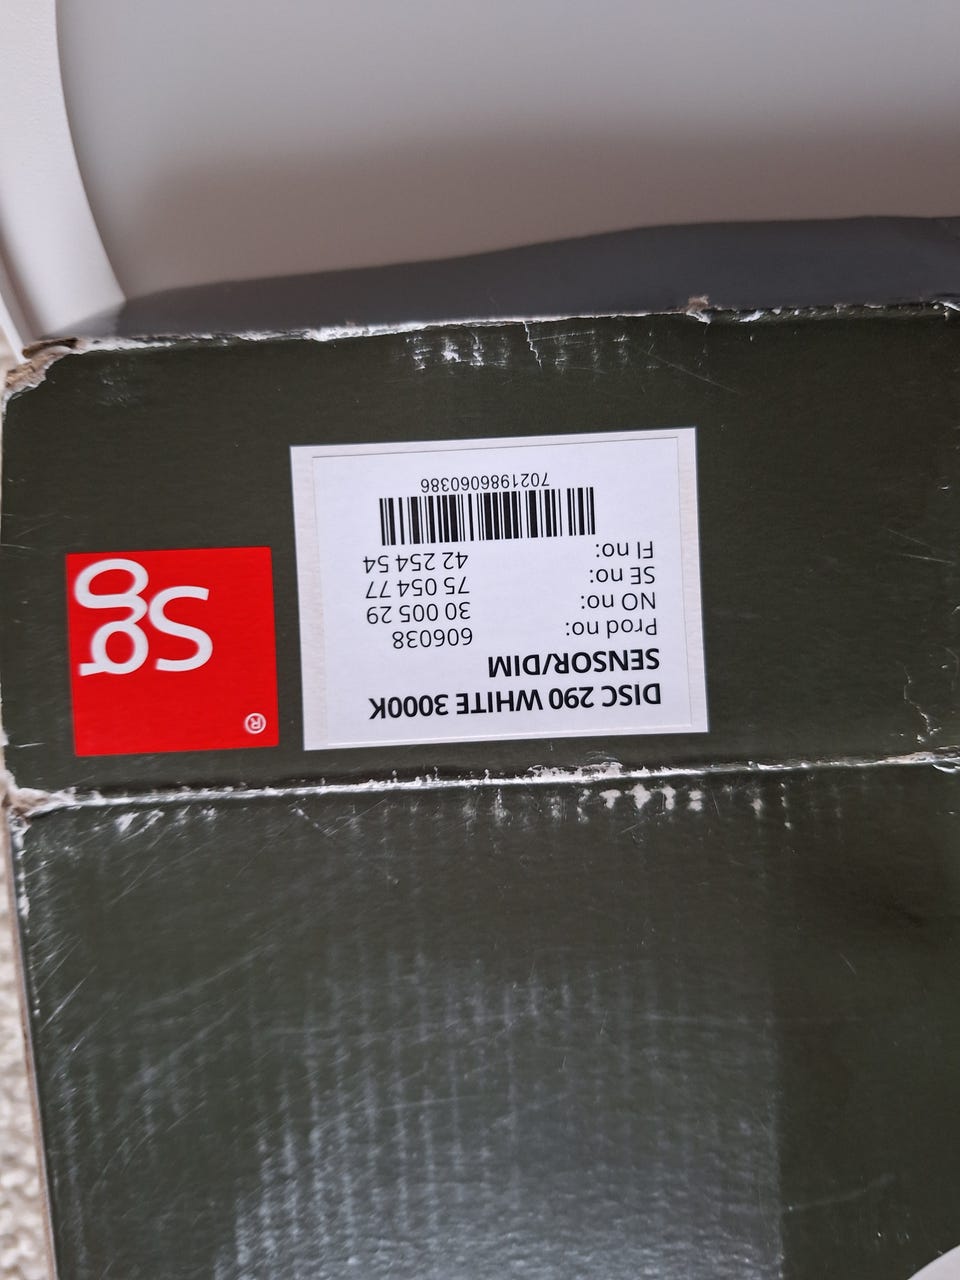 DISC 290 WHITE 3000K
SENSOR/DIM
Prod no: 606038
NO no: 30 005 29
SE no: 75 054 77
FI no: 42 254 54
7021986060386
®
Sg